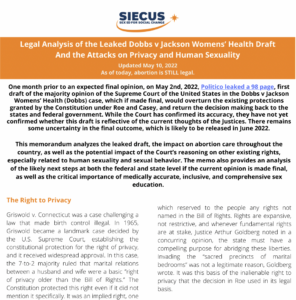 SIECUS
SEX ED FOR SOCIAL CHANGE
Legal Analysis of the Leaked Dobbs v Jackson Womens' Health Draft
And the Attacks on Privacy and Human Sexuality
Updated May 10, 2022
As of today, abortion is STILL legal.
One month prior to an expected final opinion, on May 2nd, 2022, Politico leaked a 98 page, first
draft of the majority opinion of the Supreme Court of the United States in the Dobbs v Jackson
Womens' Health (Dobbs) case, which if made final, would overturn the existing protections
granted by the Constitution under Roe and Casey, and return the decision making back to the
states and federal government. While the Court has confirmed its accuracy, they have not yet
confirmed whether this draft is reflective of the current thoughts of the Justices. There remains
some uncertainty in the final outcome, which is likely to be released in June 2022.
This memorandum analyzes the leaked draft, the impact on abortion care throughout the
country, as well as the potential impact of the Court's reasoning on other existing rights,
especially related to human sexuality and sexual behavior. The memo also provides an analysis
of the likely next steps at both the federal and state level if the current opinion is made final,
as well as the critical importance of medically accurate, inclusive, and comprehensive sex
education.
The Right to Privacy
Griswold v. Connecticut was a case challenging a
law that made birth control illegal. In 1965,
Griswold became a landmark case decided by
the U.S. Supreme Court, establishing the
constitutional protection for the right of privacy,
and it received widespread approval. In this case,
the 7-to-2 majority ruled that marital relations
between a husband and wife were a basic "right
of privacy older than the Bill of Rights." The
Constitution protected this right even if it did not
mention it specifically. It was an implied right, one
which reserved to the people any rights not
named in the Bill of Rights. Rights are expansive,
not restrictive, and whenever fundamental rights
are at stake, Justice Arthur Goldberg noted in a
concurring opinion, the state must have a
compelling purpose for abridging these liberties.
Invading the "sacred precincts of marital
bedrooms" was not a legitimate reason, Goldberg
wrote. It was this basis of the inalienable right to
privacy that the decision in Roe used in its legal
basis.